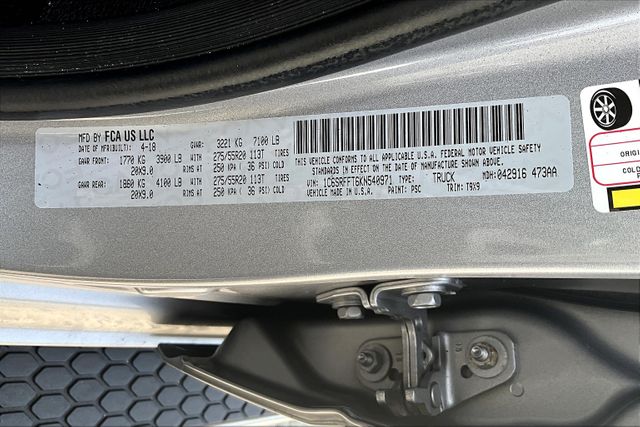 MFD BY FCA US LLC
DATE OF MFR(BUILT): 4-18 GVWR: 3221 KG 7100 LB
GAWR FRONT: 1770 KG 3900 LB 275/55R20 113T TIRES
20X9.0 RIMS AT 250 KPA ( 36 PSI) COLD
GAWR REAR: 1860 KG 4100 LB 275/55R20 113T TIRES
20X9.0 RIMS AT 250 KPA ( 36 PSI) COLD
THIS VEHICLE CONFORMS TO ALL APPLICABLE U.S.A. FEDERAL MOTOR VEHICLE SAFETY
STANDARDS IN EFFECT ON THE DATE OF MANUFACTURE SHOWN ABOVE.
VIN: 1C6SRFFT6KN540971 TYPE: TRUCK MDH:042916 473AA
VEHICLE MADE IN U.S.A. PAINT: PSC TRIM: T9X9